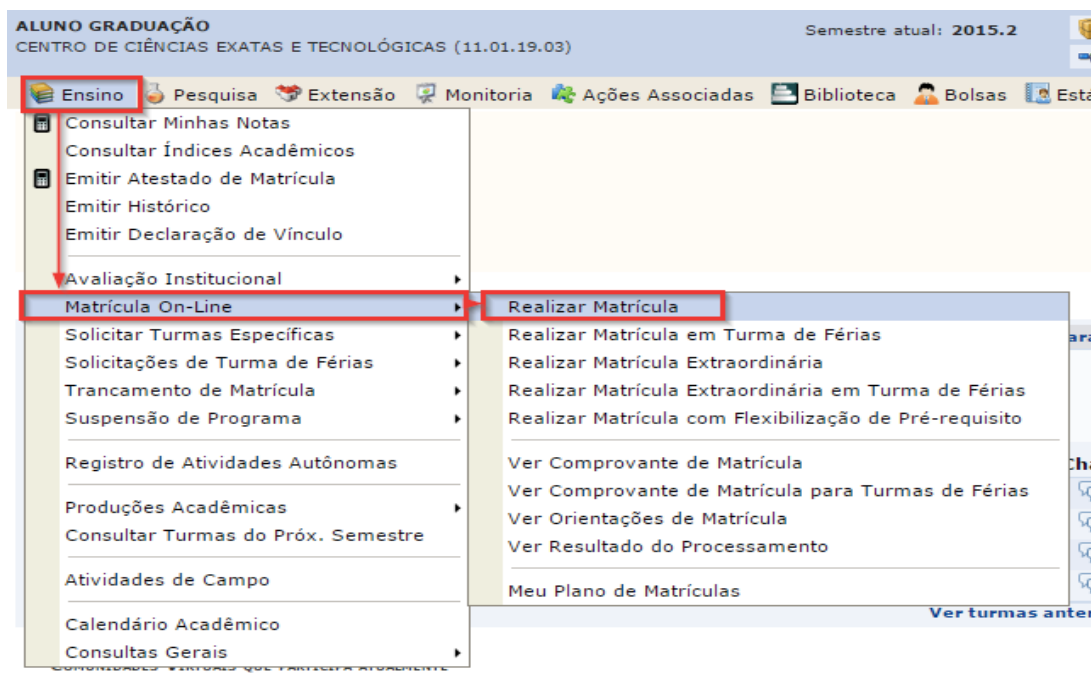 ALUNO GRADUAÇÃO
CENTRO DE CIÊNCIAS EXATAS E TECNOLÓGICAS (11.01.19.03)
Semestre atual: 2015.2
Ensino Pesquisa Extensão Monitoria Ações Associadas Biblioteca Bolsas Está
Consultar Minhas Notas
Consultar Índices Acadêmicos
Emitir Atestado de Matrícula
Emitir Histórico
Emitir Declaração de Vínculo
Avaliação Institucional
Matrícula On-Line
Solicitar Turmas Específicas
Solicitações de Turma de Férias
Trancamento de Matrícula
Suspensão de Programa
Registro de Atividades Autônomas
Produções Acadêmicas
Consultar Turmas do Próx. Semestre
Atividades de Campo
Calendário Acadêmico
Consultas Gerais
Realizar Matrícula
Realizar Matrícula em Turma de Férias
Realizar Matrícula Extraordinária
Realizar Matrícula Extraordinária em Turma de Férias
Realizar Matrícula com Flexibilização de Pré-requisito
Ver Comprovante de Matrícula
Ver Comprovante de Matrícula para Turmas de Férias
Ver Orientações de Matrícula
Ver Resultado do Processamento
Meu Plano de Matrículas
Ver turmas anter